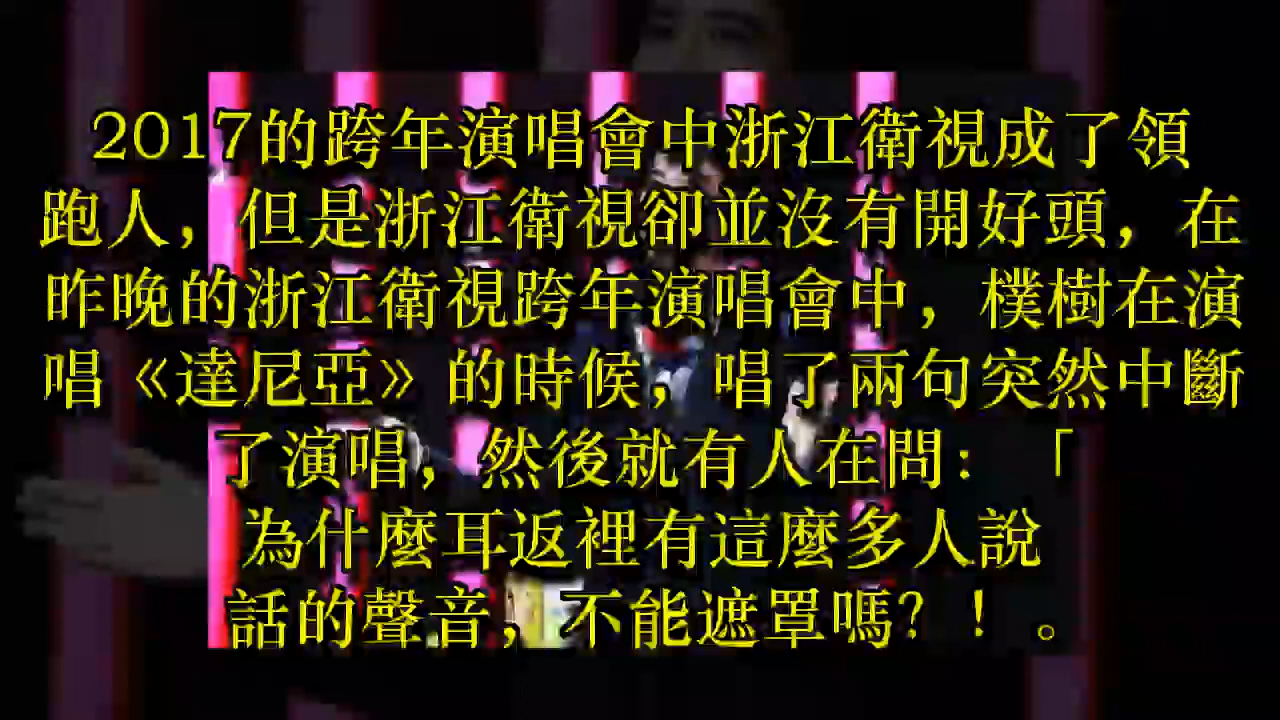 2017的跨年演唱會中浙江衛視成了領
跑人，但是浙江衛視卻並沒有開好頭，在
昨晚的浙江衛視跨年演唱會中，樸樹在演
唱《達尼亞》的時候，唱了兩句突然中斷
了演唱，然後就有人在問：「
為什麼耳返裡有這麼多人說
話的聲音，不能遮罩嗎？！。